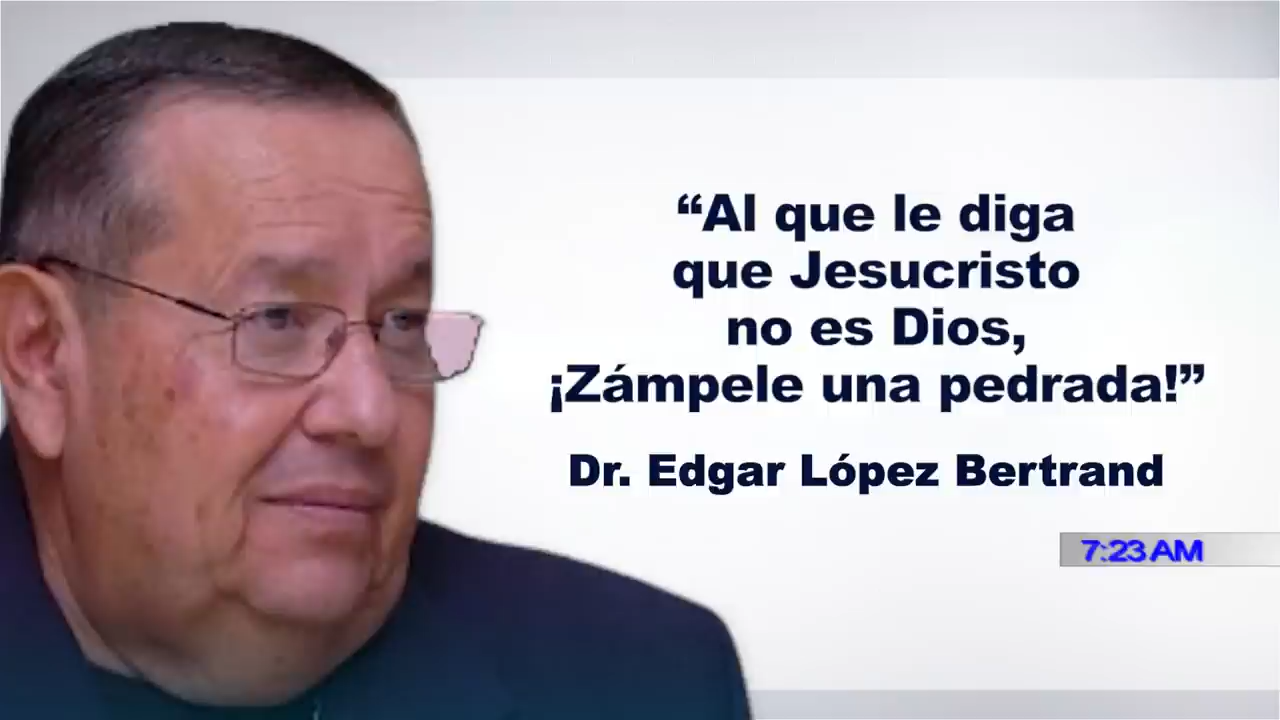 “Al que le diga
que Jesucristo
no es Dios,
¡Zámpele una pedrada!”
Dr. Edgar López Bertrand
7:23 AM